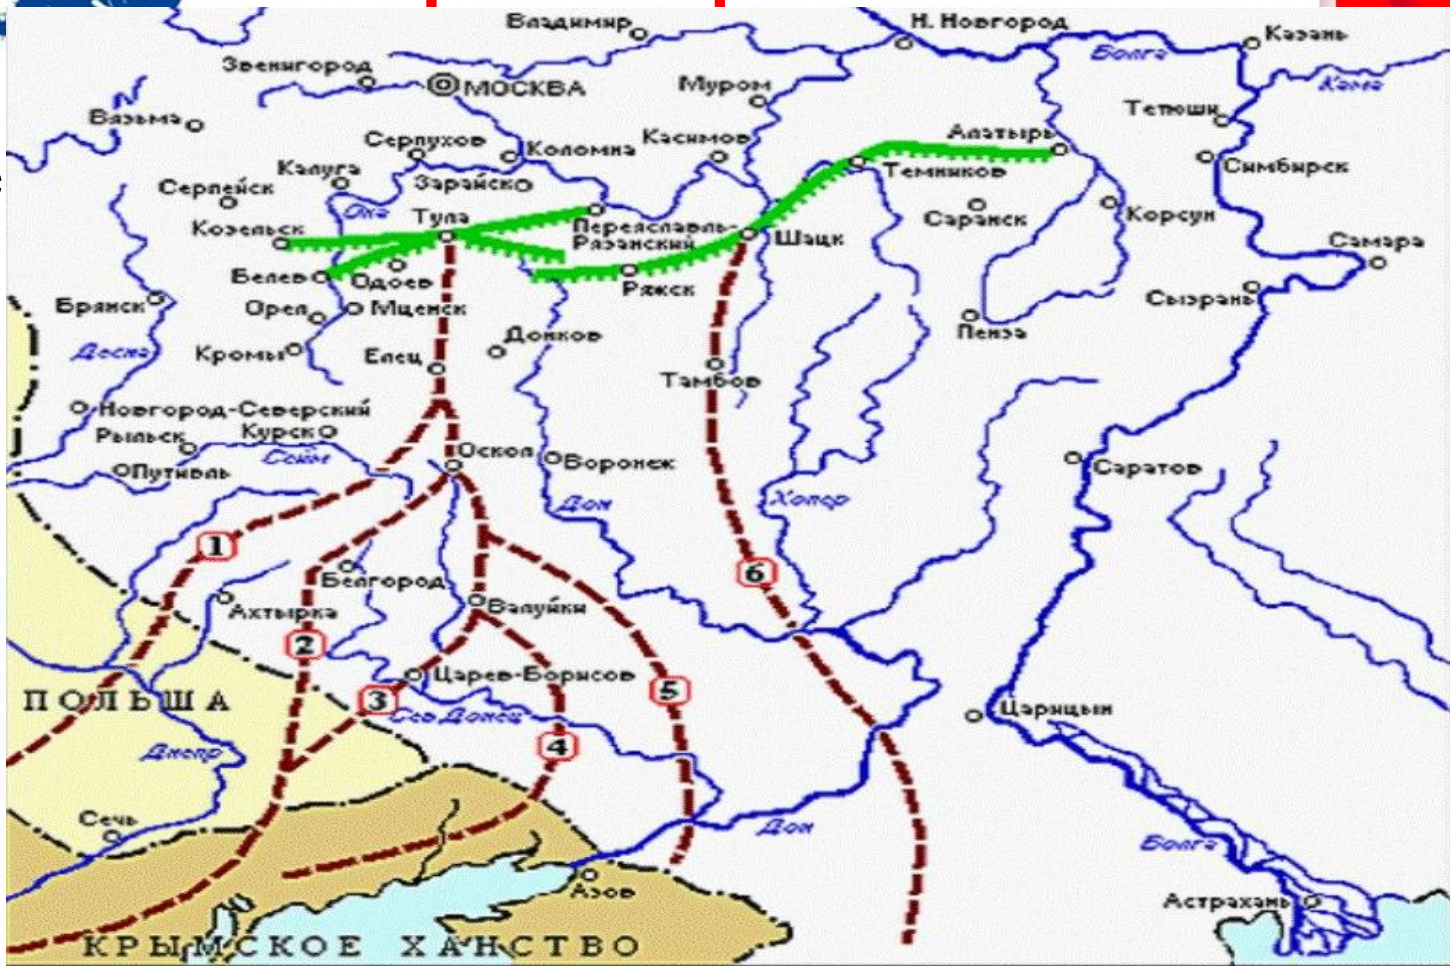 Владимир
Н. Новгород
Казань
Волга
Кама
Звенигород
МОСКВА
Муром
Тетюши
Вязьма
Серпухов
Коломна
Касимов
Алатырь
Симбирск
Калуга
Зарайск
Темников
Серпейск
Ока
Тула
Переяславль-
Рязанский
Саранск
Корсун
Козельск
Шацк
Самара
Белев
Одоев
Ряжск
Сызрань
Брянск
Орел
Мценск
Пенза
Десна
Кромы
Елец
Донков
Тамбов
Новгород-Северский
Рыльск
Курск
Сейм
Оскол
Воронеж
Саратов
Путивль
Дон
Хопер
1
6
Белгород
Ахтырка
Валуйки
2
Царев-Борисов
5
3
ПОЛЬША
Сев Донец
Царицын
4
Днепр
Сечь
Дон
Волга
Азов
Астрахань
КРЫМСКОЕ ХАНСТВО